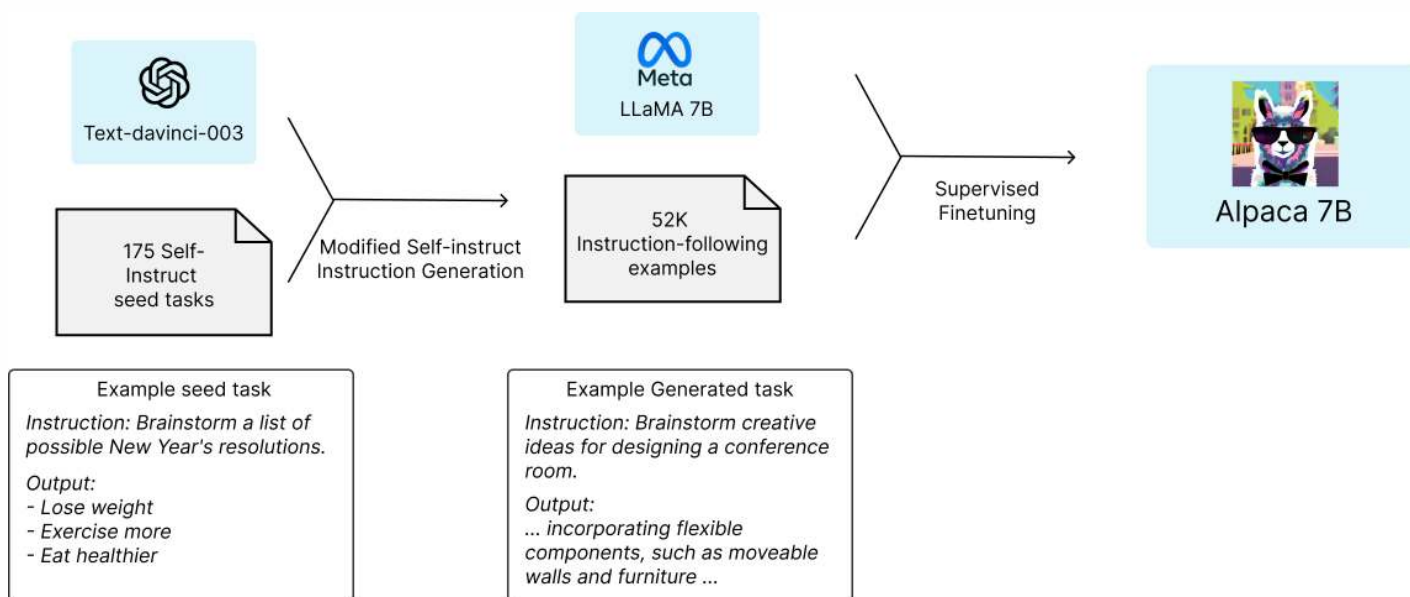 Text-davinci-003
175 Self-
Instruct
seed tasks
Modified Self-instruct
Instruction Generation
Meta
LLaMA 7B
52K
Instruction-following
examples
Supervised
Finetuning
Alpaca 7B
Example seed task
Instruction: Brainstorm a list of
possible New Year's resolutions.
Output:
- Lose weight
- Exercise more
- Eat healthier
Example Generated task
Instruction: Brainstorm creative
ideas for designing a conference
room.
Output:
... incorporating flexible
components, such as moveable
walls and furniture ...